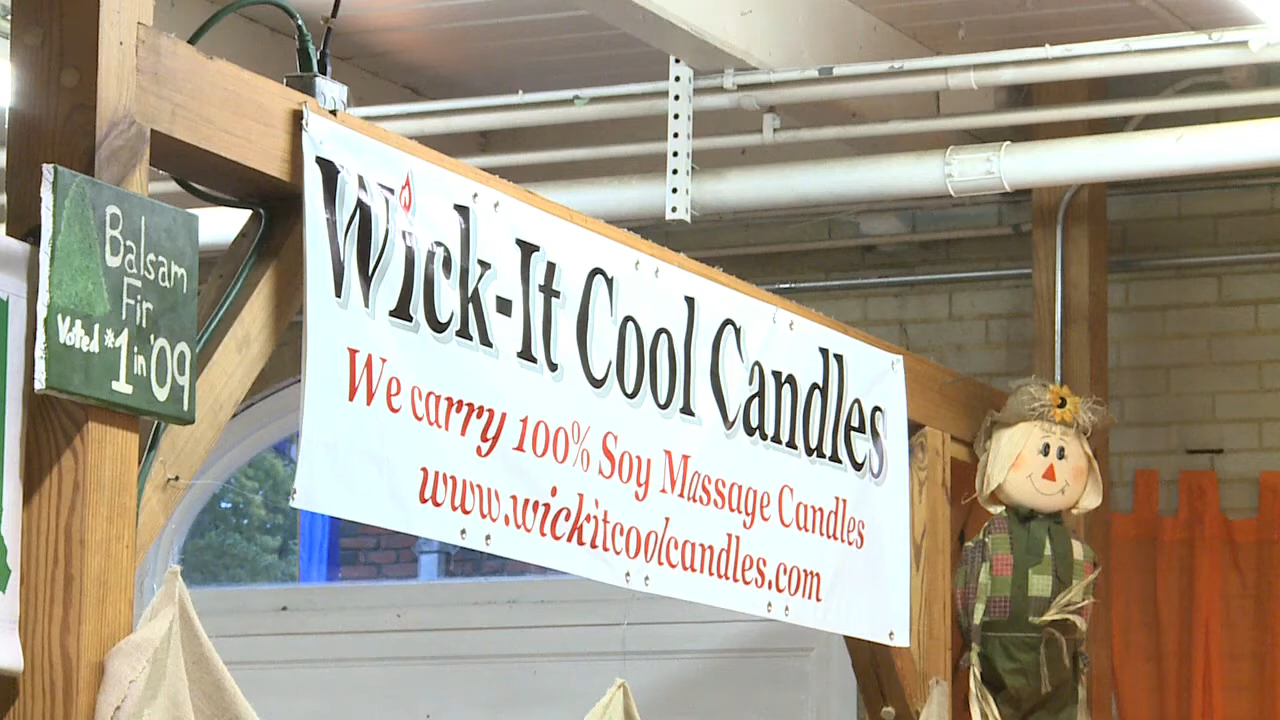 Balsam
Fir
Voted #1 in '09
Wick-It Cool Candles
We carry 100% Soy Massage Candles
www.wickitcoolcandles.com